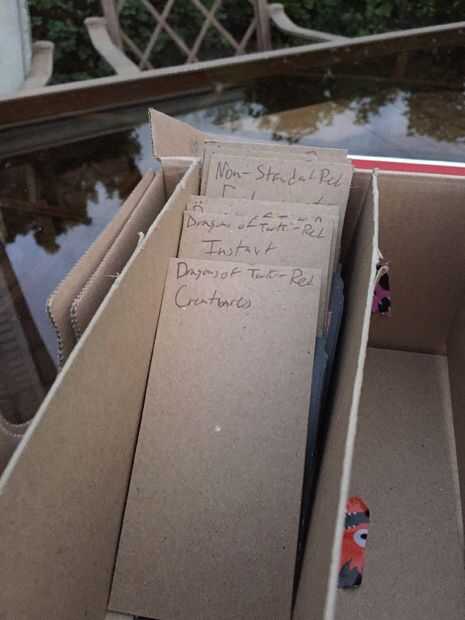 Non-Standard Red
Dragons of Tarkir-Red
Instant
Dragons of Tarkir-Red
Creatures